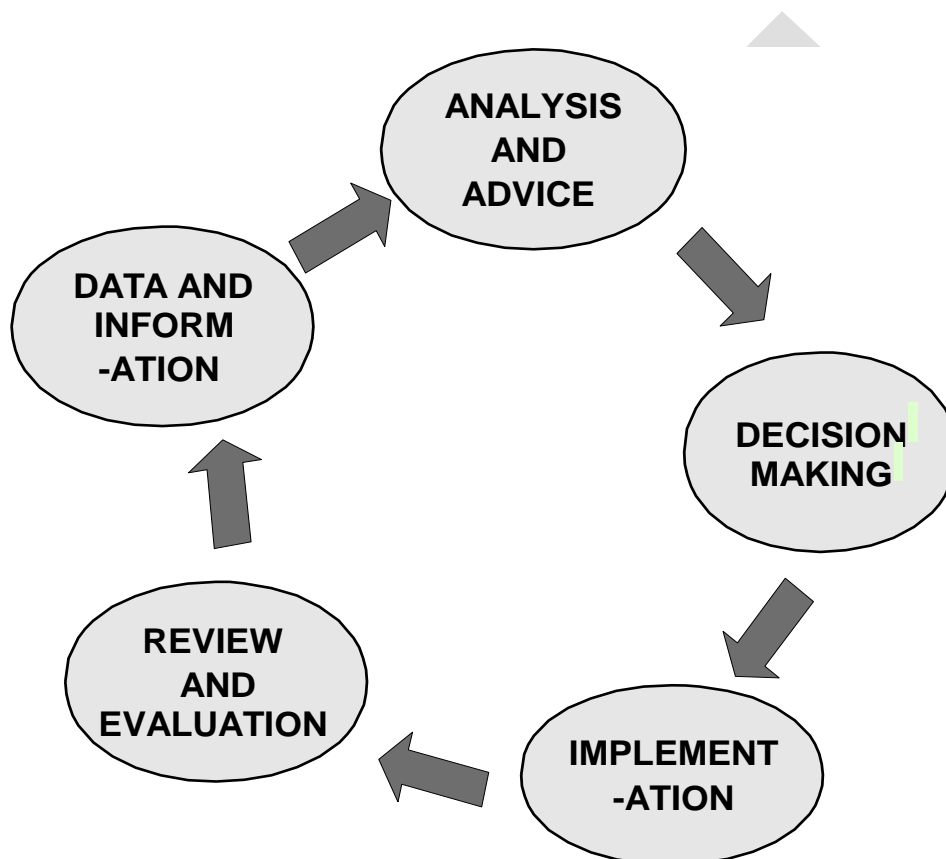 ANALYSIS
AND
ADVICE
DATA AND
INFORM
-ATION
DECISION
MAKING
REVIEW
AND
EVALUATION
IMPLEMENT
-ATION